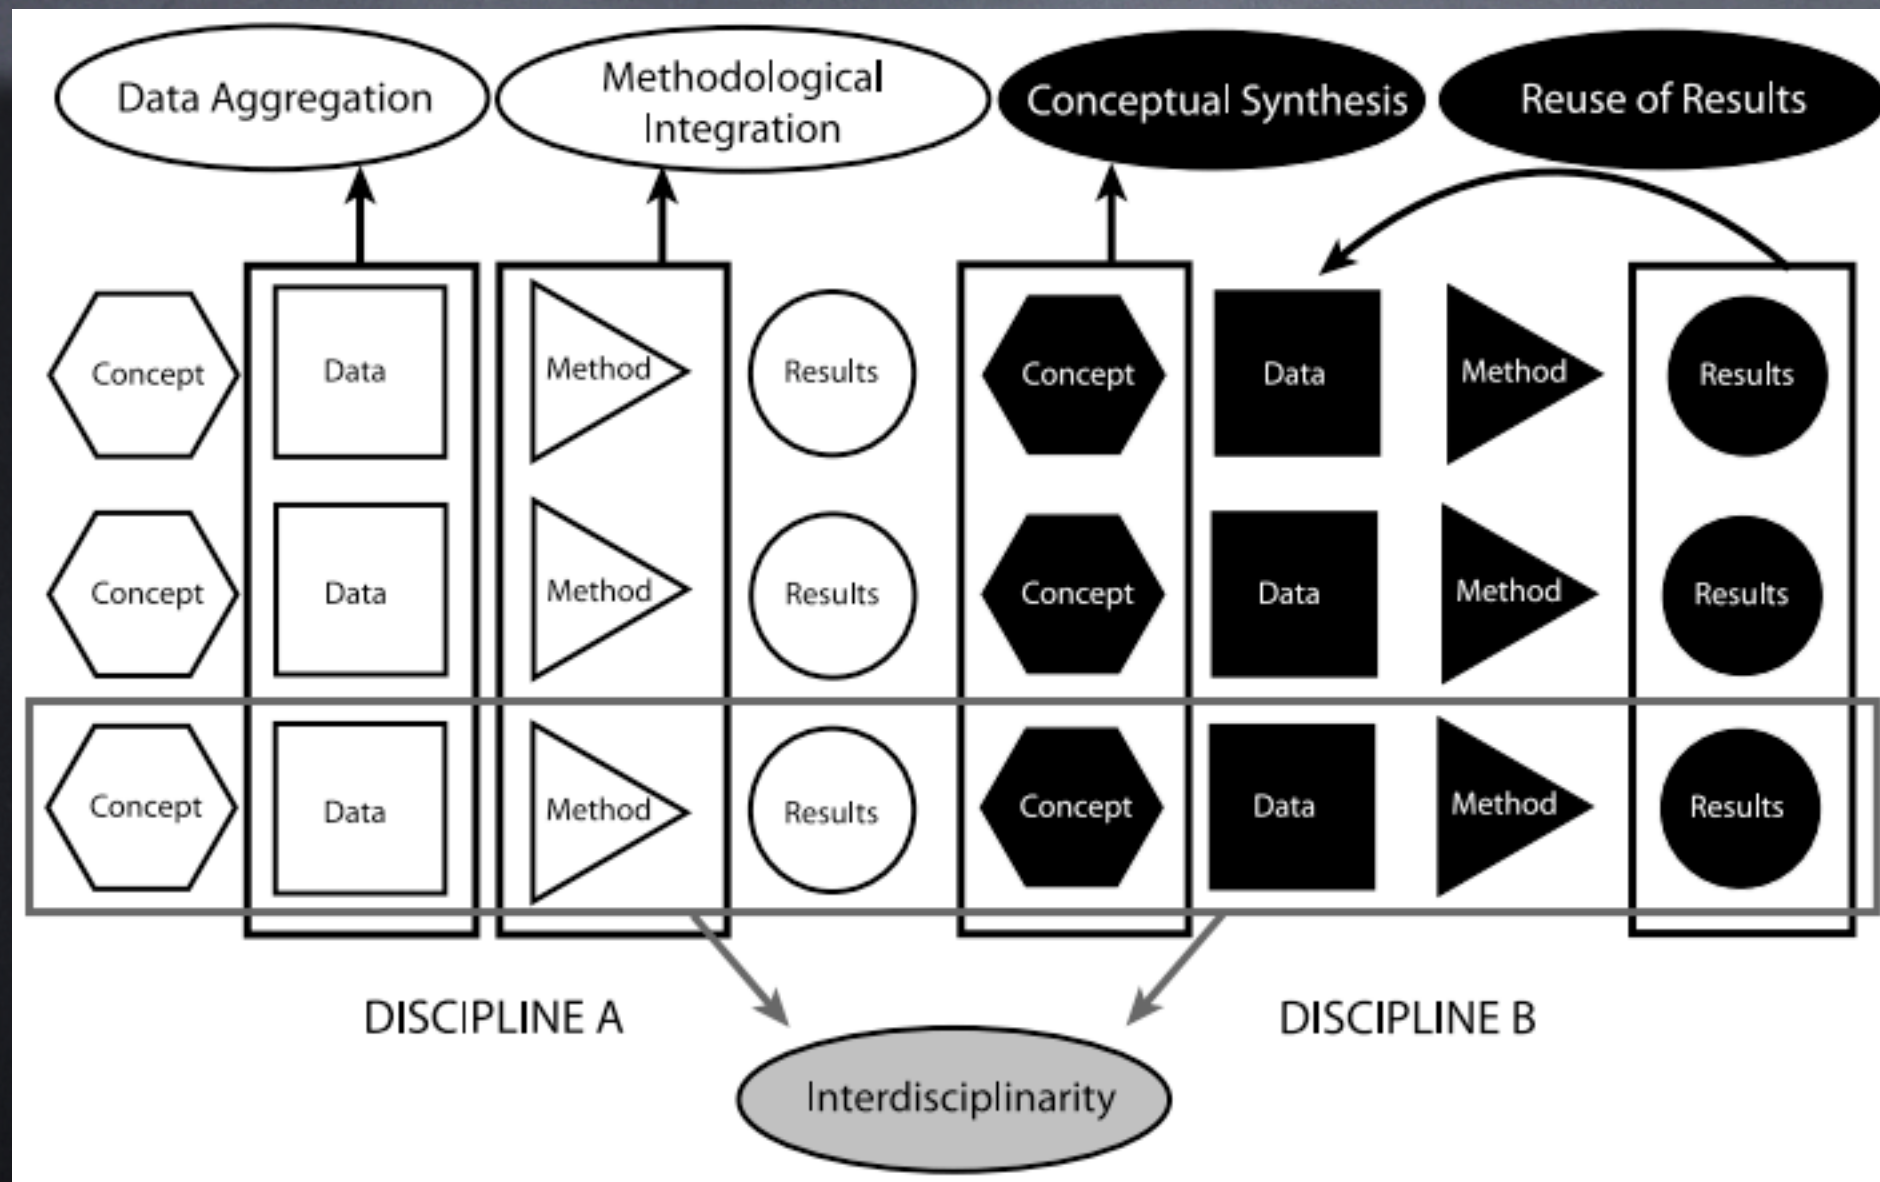 Data Aggregation
Methodological
Integration
Conceptual Synthesis
Reuse of Results
Concept Data Method Results Concept Data Method Results
Concept Data Method Results Concept Data Method Results
Concept Data Method Results Concept Data Method Results
DISCIPLINE A
DISCIPLINE B
Interdisciplinarity